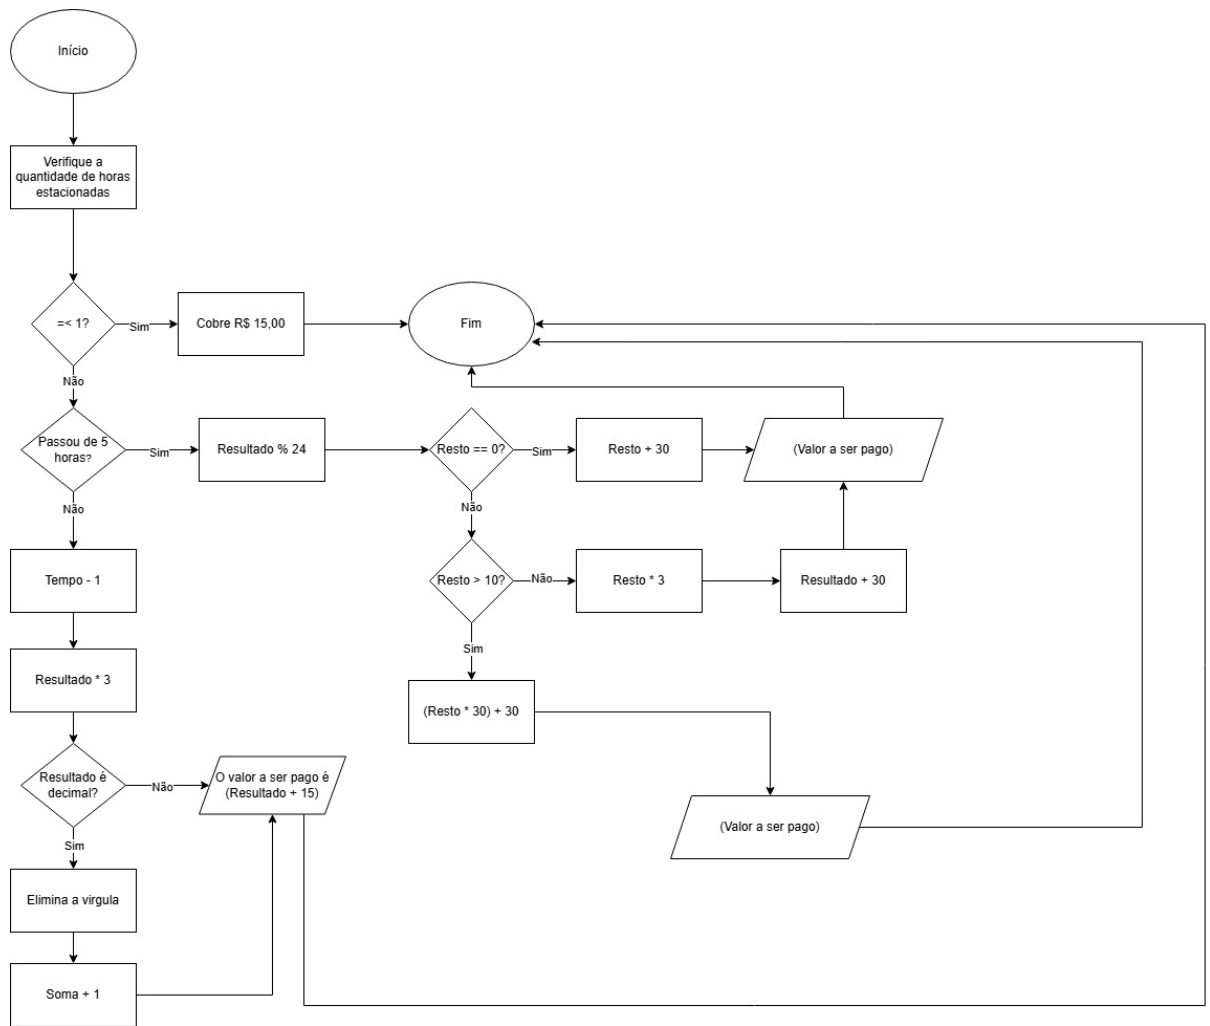 Início
Verifique a
quantidade de horas
estacionadas
=< 1?
Sim
Cobre R$ 15,00
Fim
Não
Passou de 5
horas?
Sim
Resultado % 24
Resto == 0?
Sim
Resto + 30
(Valor a ser pago)
Não
Não
Tempo - 1
Resto > 10?
Não
Resto * 3
Resultado + 30
Sim
Resultado * 3
(Resto * 30) + 30
Resultado é
decimal?
Não
O valor a ser pago é
(Resultado + 15)
(Valor a ser pago)
Sim
Elimina a virgula
Soma + 1